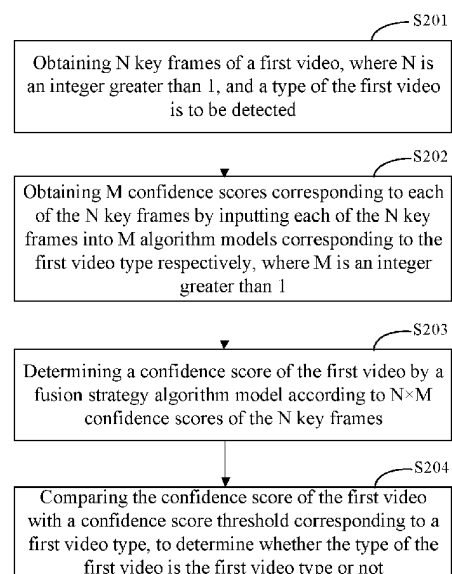 S201
Obtaining N key frames of a first video, where N is
an integer greater than 1, and a type of the first video
is to be detected
S202
Obtaining M confidence scores corresponding to each
of the N key frames by inputting each of the N key
frames into M algorithm models corresponding to the
first video type respectively, where M is an integer
greater than 1
S203
Determining a confidence score of the first video by a
fusion strategy algorithm model according to N×M
confidence scores of the N key frames
S204
Comparing the confidence score of the first video
with a confidence score threshold corresponding to a
first video type, to determine whether the type of the
first video is the first video type or not